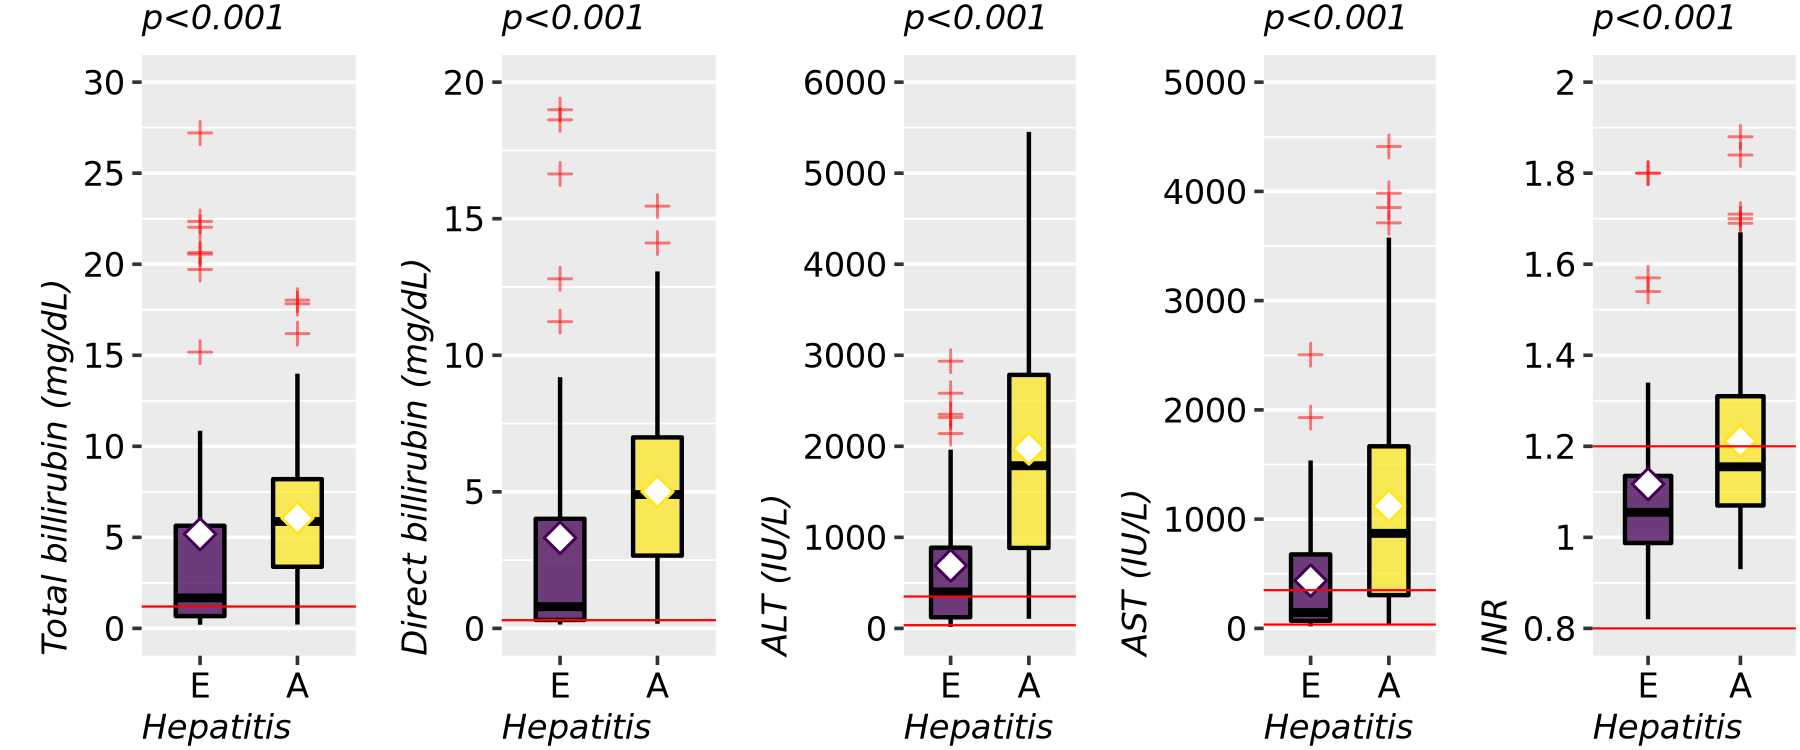 p<0.001
p<0.001
p<0.001
p<0.001
p<0.001
Total billirubin (mg/dL)
30
25
20
15
10
5
0
E
A
Hepatitis
Direct billirubin (mg/dL)
20
15
10
5
0
E
A
Hepatitis
ALT (IU/L)
6000
5000
4000
3000
2000
1000
0
E
A
Hepatitis
AST (IU/L)
5000
4000
3000
2000
1000
0
E
A
Hepatitis
INR
2
1.8
1.6
1.4
1.2
1
0.8
E
A
Hepatitis